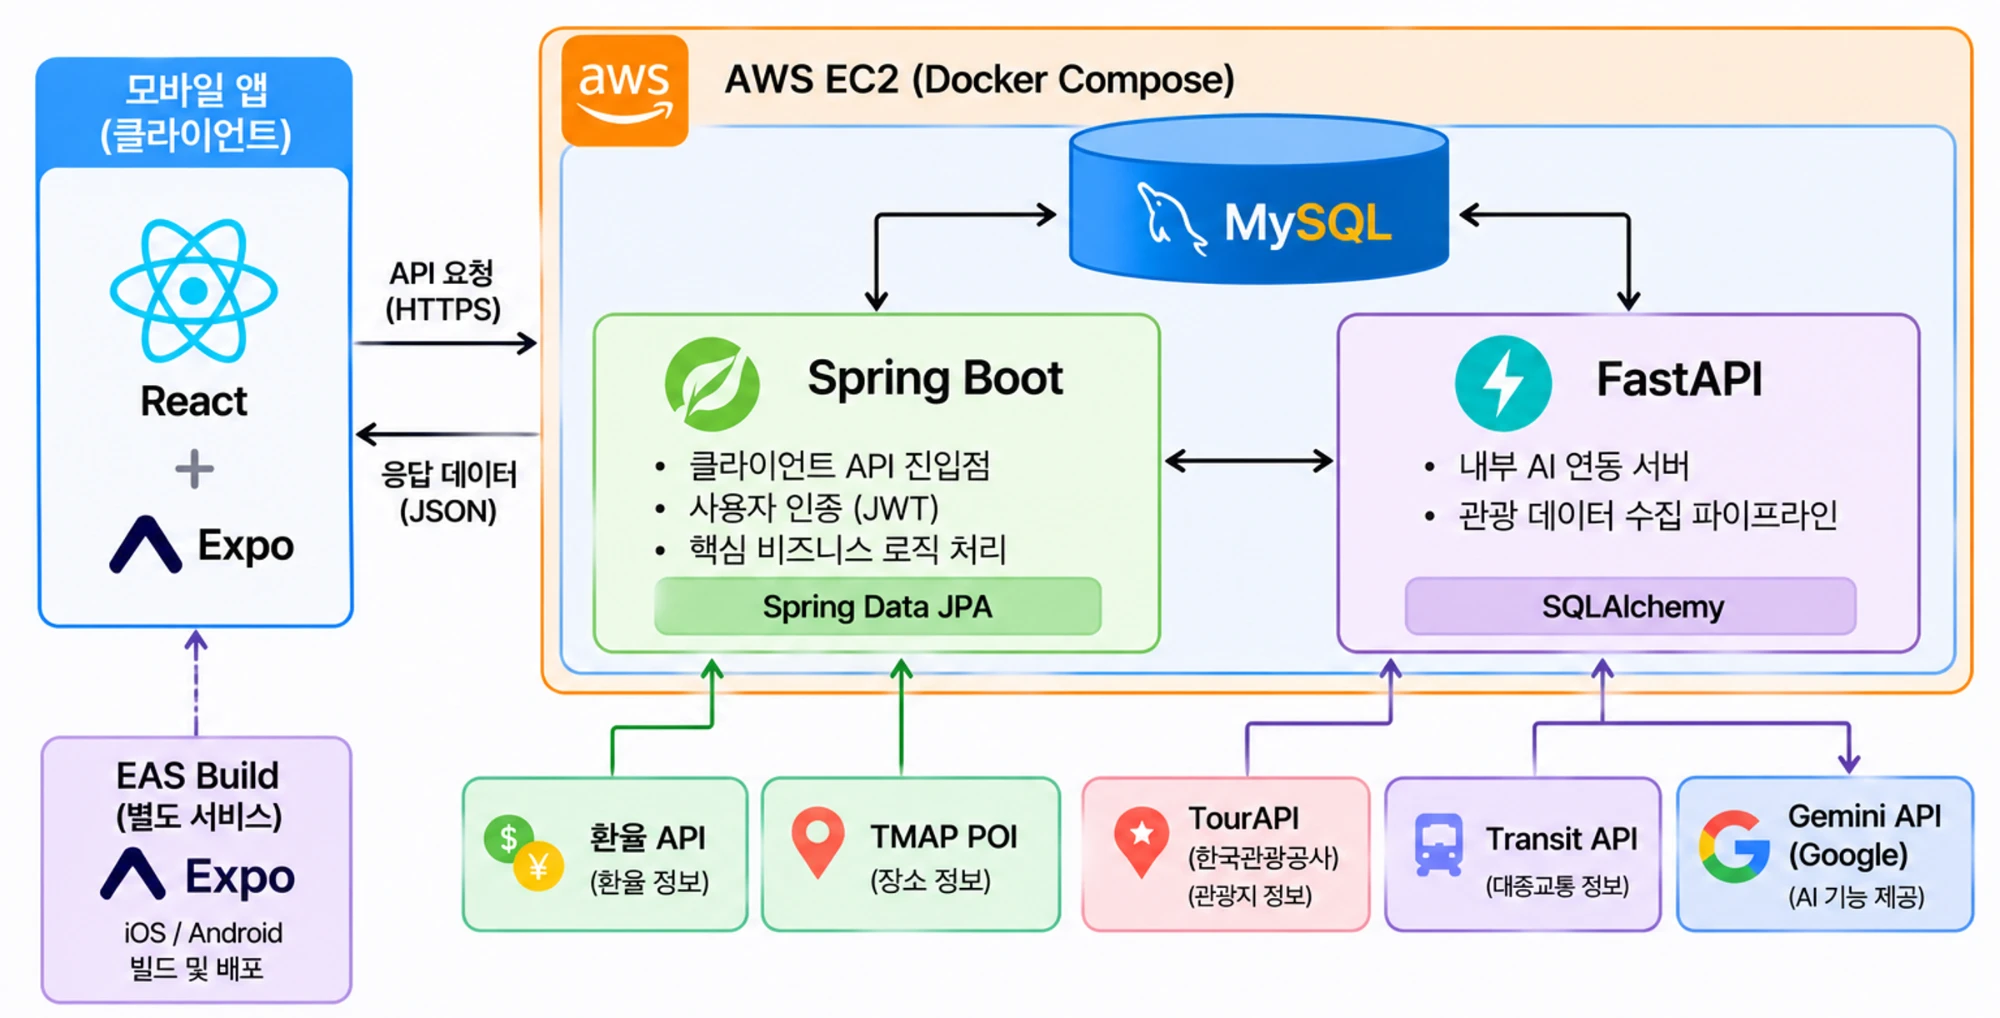 모바일 앱
(클라이언트)
React
+
Expo
EAS Build
(별도 서비스)
Expo
iOS / Android
빌드 및 배포
API 요청
(HTTPS)
응답 데이터
(JSON)
aws
AWS EC2 (Docker Compose)
MySQL
Spring Boot
• 클라이언트 API 진입점
• 사용자 인증 (JWT)
• 핵심 비즈니스 로직 처리
Spring Data JPA
FastAPI
• 내부 AI 연동 서버
• 관광 데이터 수집 파이프라인
SQLAlchemy
$
¥
환율 API
(환율 정보)
TMAP POI
(장소 정보)
TourAPI
(한국관광공사)
(관광지 정보)
Transit API
(대중교통 정보)
G
Gemini API
(Google)
(AI 기능 제공)